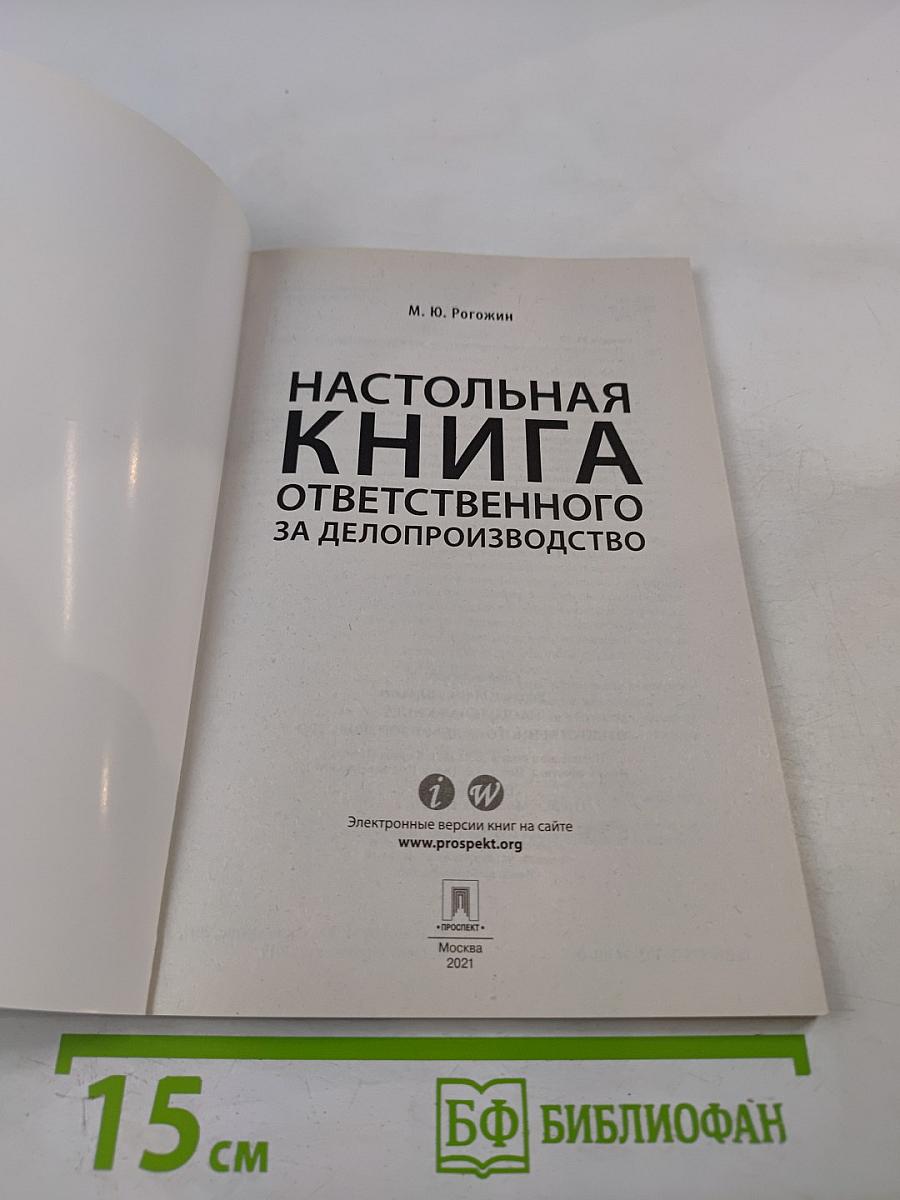 М. Ю. Рогожин
НАСТОЛЬНАЯ
КНИГА
ОТВЕТСТВЕННОГО
ЗА ДЕЛОПРОИЗВОДСТВО
i w
Электронные версии книг на сайте
www.prospekt.org
• ПРОСПЕКТ •
Москва
2021
15 см
БФ БИБЛИОФАН